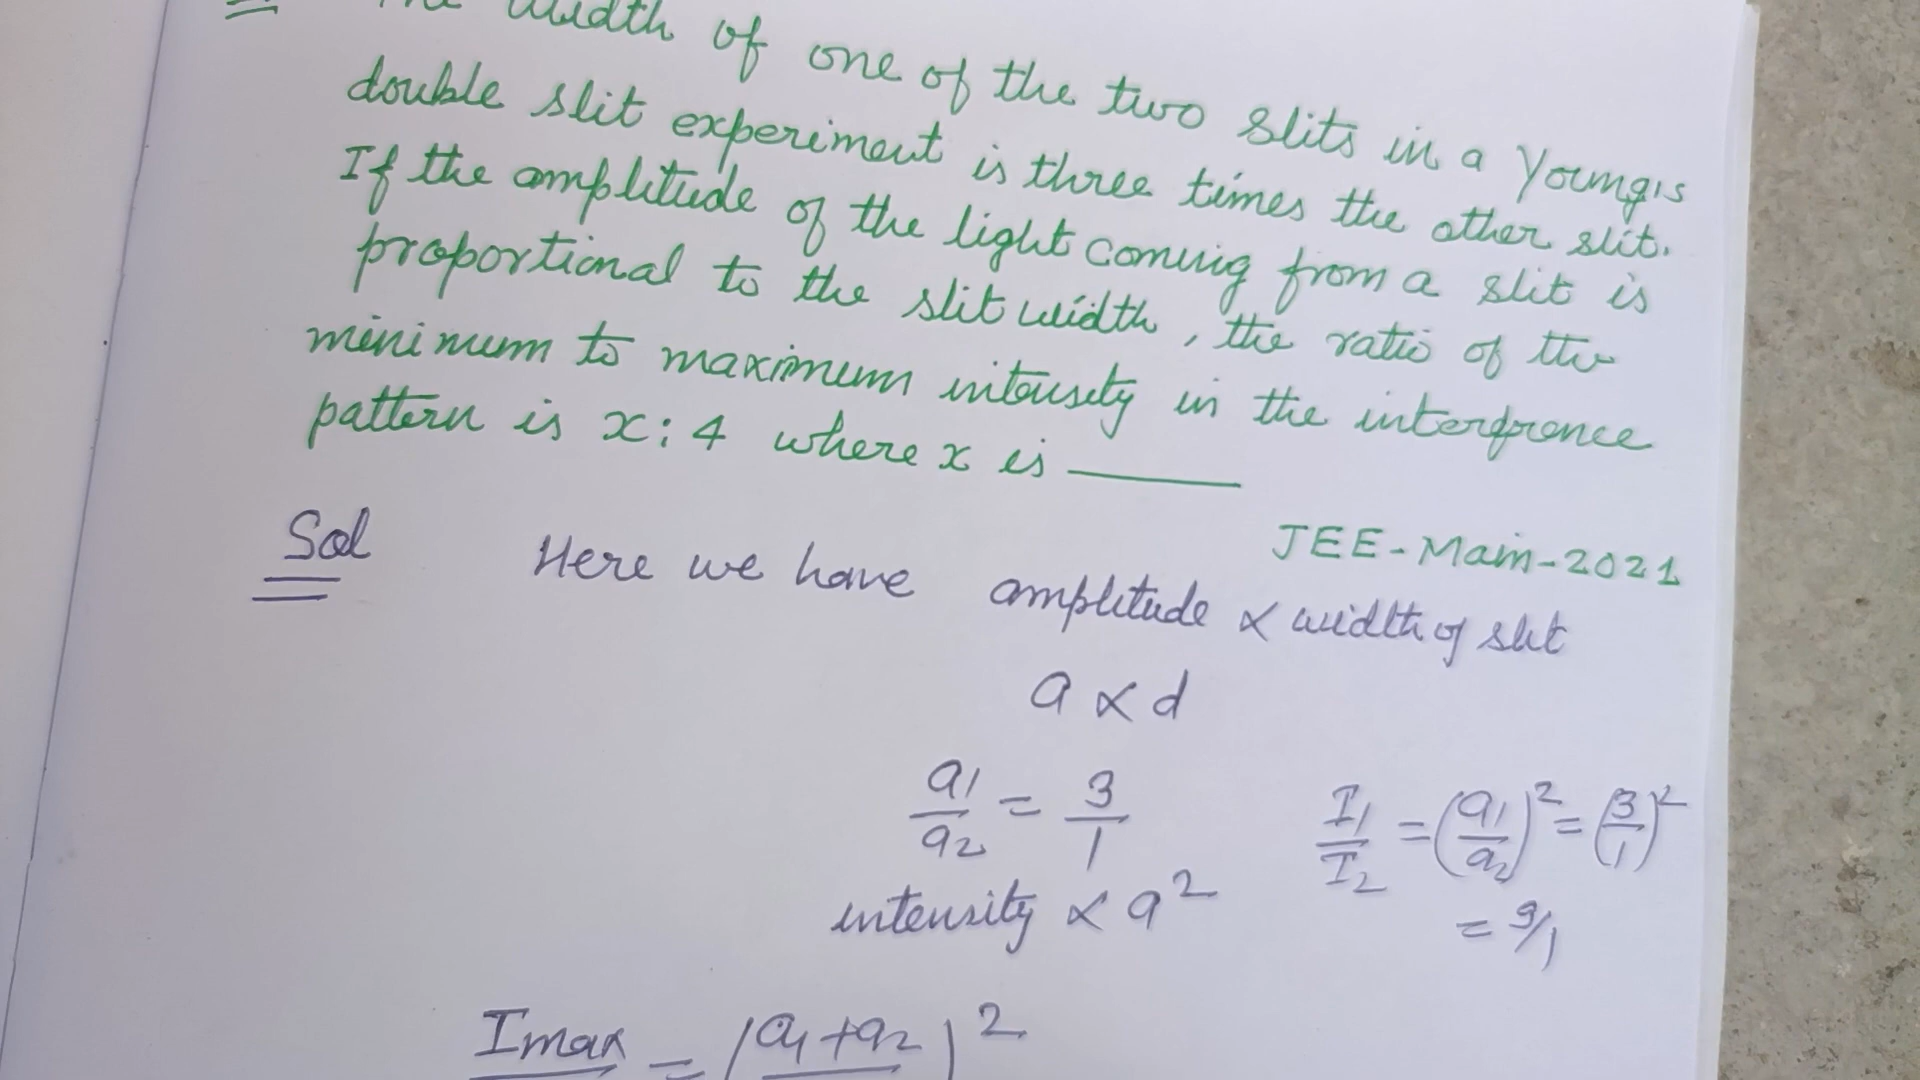 The width of one of the two slits in a Young's
double slit experiment is three times the other slit.
If the amplitude of the light coming from a slit is
proportional to the slit width, the ratio of the
minimum to maximum intensity in the interference
pattern is x:4 where x is ______
JEE-Main-2021
Sol Here we have amplitude ∝ width of slit
a ∝ d
a1/a2 = 3/1 I1/I2 = (a1/a2)² = (3/1)²
intensity ∝ a² = 9/1
Imax = (a1+a2)²